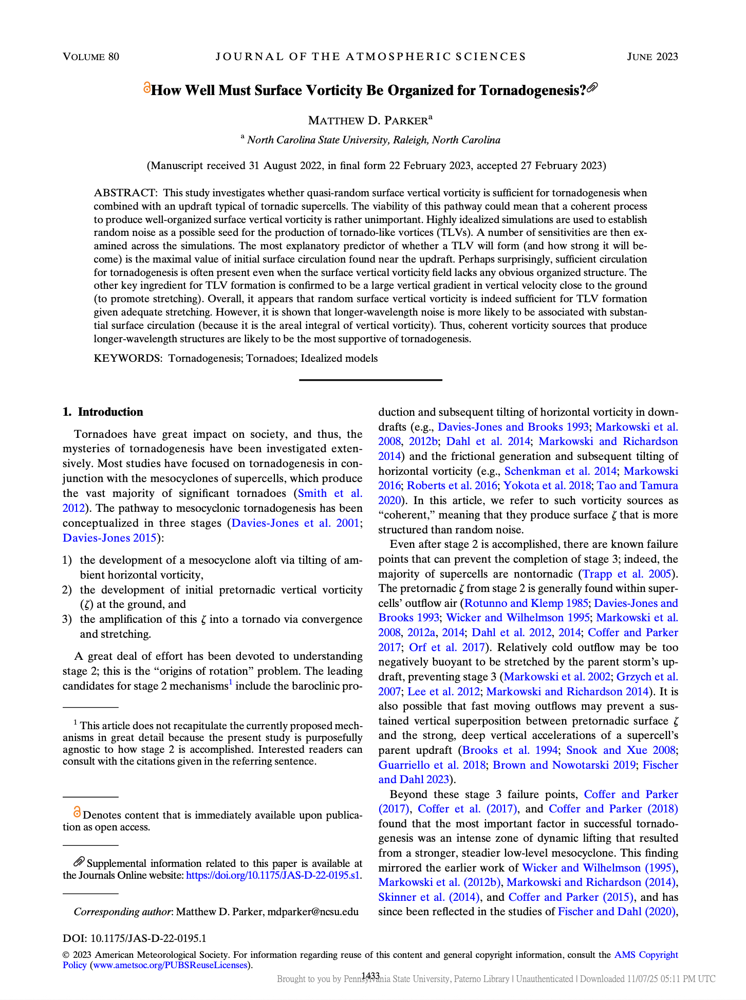 VOLUME 80 JOURNAL OF THE ATMOSPHERIC SCIENCES JUNE 2023
How Well Must Surface Vorticity Be Organized for Tornadogenesis?
MATTHEW D. PARKERᵃ
ᵃ North Carolina State University, Raleigh, North Carolina
(Manuscript received 31 August 2022, in final form 22 February 2023, accepted 27 February 2023)
ABSTRACT: This study investigates whether quasi-random surface vertical vorticity is sufficient for tornadogenesis when
combined with an updraft typical of tornadic supercells. The viability of this pathway could mean that a coherent process
to produce well-organized surface vertical vorticity is rather unimportant. Highly idealized simulations are used to establish
random noise as a possible seed for the production of tornado-like vortices (TLVs). A number of sensitivities are then ex-
amined across the simulations. The most explanatory predictor of whether a TLV will form (and how strong it will be-
come) is the maximal value of initial surface circulation found near the updraft. Perhaps surprisingly, sufficient circulation
for tornadogenesis is often present even when the surface vertical vorticity field lacks any obvious organized structure. The
other key ingredient for TLV formation is confirmed to be a large vertical gradient in vertical velocity close to the ground
(to promote stretching). Overall, it appears that random surface vertical vorticity is indeed sufficient for TLV formation
given adequate stretching. However, it is shown that longer-wavelength noise is more likely to be associated with substan-
tial surface circulation (because it is the areal integral of vertical vorticity). Thus, coherent vorticity sources that produce
longer-wavelength structures are likely to be the most supportive of tornadogenesis.
KEYWORDS: Tornadogenesis; Tornadoes; Idealized models
1. Introduction
Tornadoes have great impact on society, and thus, the
mysteries of tornadogenesis have been investigated exten-
sively. Most studies have focused on tornadogenesis in con-
junction with the mesocyclones of supercells, which produce
the vast majority of significant tornadoes (Smith et al.
2012). The pathway to mesocyclonic tornadogenesis has been
conceptualized in three stages (Davies-Jones et al. 2001;
Davies-Jones 2015):
1) the development of a mesocyclone aloft via tilting of am-
bient horizontal vorticity,
2) the development of initial pretornadic vertical vorticity
(ζ) at the ground, and
3) the amplification of this ζ into a tornado via convergence
and stretching.
A great deal of effort has been devoted to understanding
stage 2; this is the “origins of rotation” problem. The leading
candidates for stage 2 mechanisms¹ include the baroclinic pro-
¹ This article does not recapitulate the currently proposed mech-
anisms in great detail because the present study is purposefully
agnostic to how stage 2 is accomplished. Interested readers can
consult with the citations given in the referring sentence.
Denotes content that is immediately available upon publica-
tion as open access.
Supplemental information related to this paper is available at
the Journals Online website: https://doi.org/10.1175/JAS-D-22-0195.s1.
Corresponding author: Matthew D. Parker, mdparker@ncsu.edu
duction and subsequent tilting of horizontal vorticity in down-
drafts (e.g., Davies-Jones and Brooks 1993; Markowski et al.
2008, 2012b; Dahl et al. 2014; Markowski and Richardson
2014) and the frictional generation and subsequent tilting of
horizontal vorticity (e.g., Schenkman et al. 2014; Markowski
2016; Roberts et al. 2016; Yokota et al. 2018; Tao and Tamura
2020). In this article, we refer to such vorticity sources as
“coherent,” meaning that they produce surface ζ that is more
structured than random noise.
Even after stage 2 is accomplished, there are known failure
points that can prevent the completion of stage 3; indeed, the
majority of supercells are nontornadic (Trapp et al. 2005).
The pretornadic ζ from stage 2 is generally found within super-
cells’ outflow air (Rotunno and Klemp 1985; Davies-Jones and
Brooks 1993; Wicker and Wilhelmson 1995; Markowski et al.
2008, 2012a, 2014; Dahl et al. 2012, 2014; Coffer and Parker
2017; Orf et al. 2017). Relatively cold outflow may be too
negatively buoyant to be stretched by the parent storm’s up-
draft, preventing stage 3 (Markowski et al. 2002; Grzych et al.
2007; Lee et al. 2012; Markowski and Richardson 2014). It is
also possible that fast moving outflows may prevent a sus-
tained vertical superposition between pretornadic surface ζ
and the strong, deep vertical accelerations of a supercell’s
parent updraft (Brooks et al. 1994; Snook and Xue 2008;
Guarriello et al. 2018; Brown and Nowotarski 2019; Fischer
and Dahl 2023).
Beyond these stage 3 failure points, Coffer and Parker
(2017), Coffer et al. (2017), and Coffer and Parker (2018)
found that the most important factor in successful tornado-
genesis was an intense zone of dynamic lifting that resulted
from a stronger, steadier low-level mesocyclone. This finding
mirrored the earlier work of Wicker and Wilhelmson (1995),
Markowski et al. (2012b), Markowski and Richardson (2014),
Skinner et al. (2014), and Coffer and Parker (2015), and has
since been reflected in the studies of Fischer and Dahl (2020),
DOI: 10.1175/JAS-D-22-0195.1
© 2023 American Meteorological Society. For information regarding reuse of this content and general copyright information, consult the AMS Copyright
Policy (www.ametsoc.org/PUBSReuseLicenses).
1433
Brought to you by Pennsylvania State University, Paterno Library | Unauthenticated | Downloaded 11/07/25 05:11 PM UTC